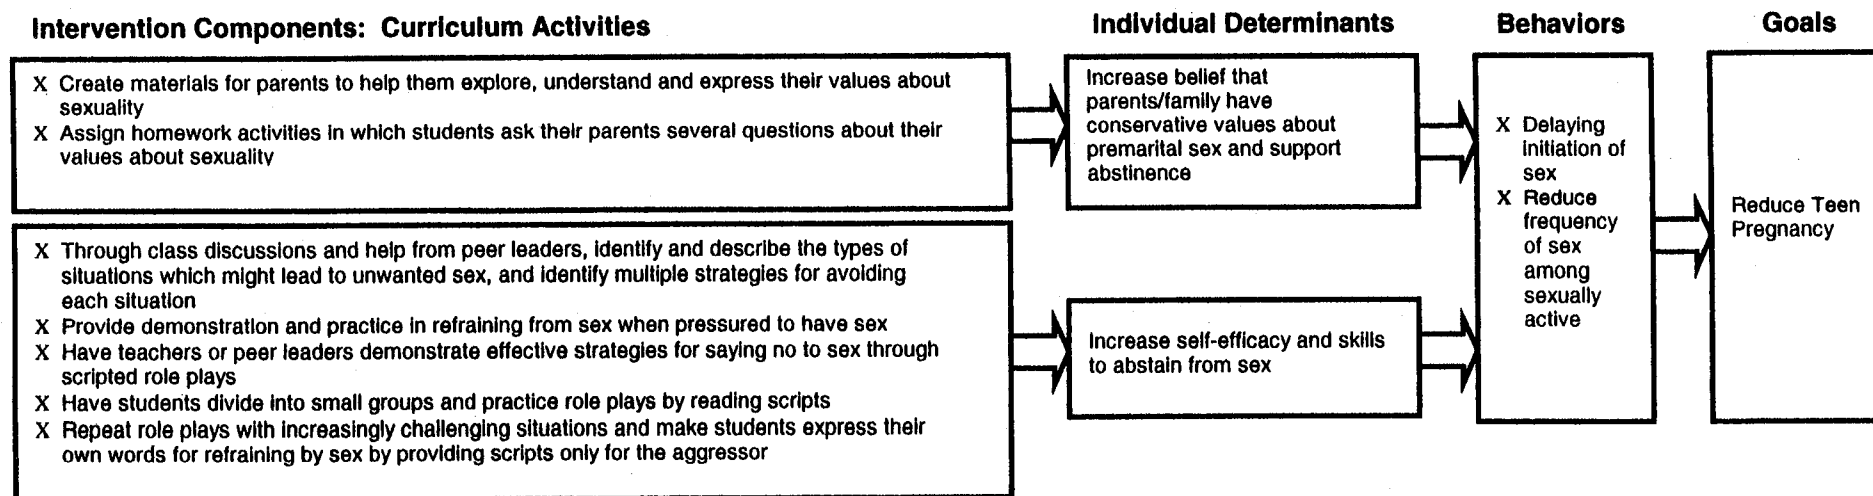 Intervention Components: Curriculum Activities
Individual Determinants
Behaviors
Goals
X Create materials for parents to help them explore, understand and express their values about
sexuality
X Assign homework activities in which students ask their parents several questions about their
values about sexuality
Increase belief that
parents/family have
conservative values about
premarital sex and support
abstinence
X Through class discussions and help from peer leaders, identify and describe the types of
situations which might lead to unwanted sex, and identify multiple strategies for avoiding
each situation
X Provide demonstration and practice in refraining from sex when pressured to have sex
X Have teachers or peer leaders demonstrate effective strategies for saying no to sex through
scripted role plays
X Have students divide into small groups and practice role plays by reading scripts
X Repeat role plays with increasingly challenging situations and make students express their
own words for refraining by sex by providing scripts only for the aggressor
Increase self-efficacy and skills
to abstain from sex
X Delaying
initiation of
sex
X Reduce
frequency
of sex
among
sexually
active
Reduce Teen
Pregnancy